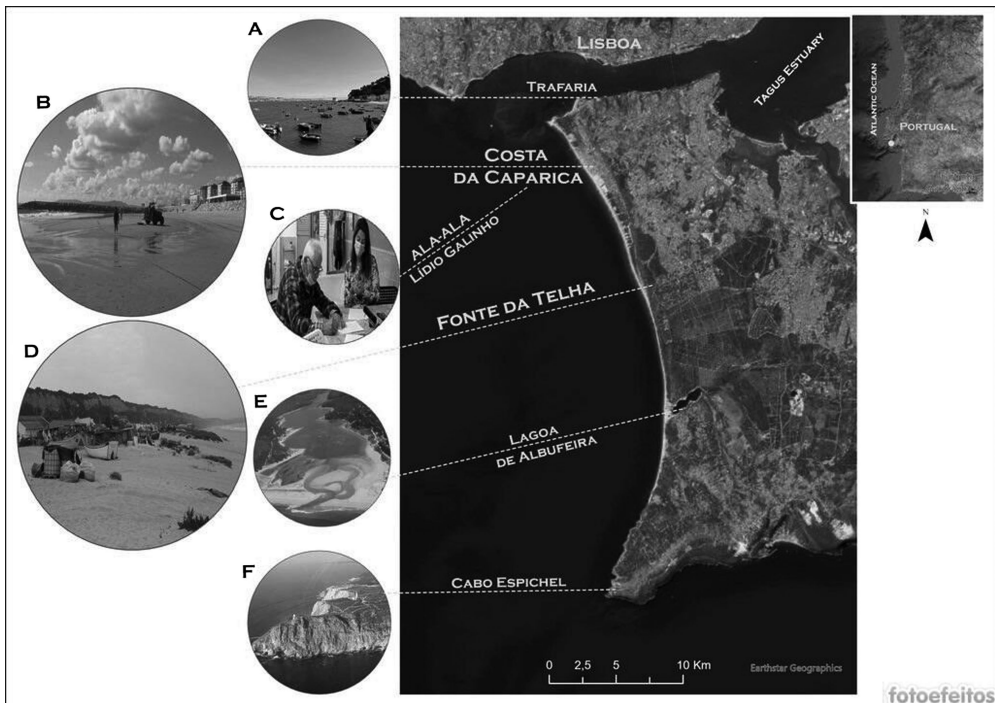 A
B
C
D
E
F
LISBOA
TRAFARIA
TAGUS ESTUARY
COSTA
DA CAPARICA
ALA-ALA
LÍDIO GALINHO
FONTE DA TELHA
LAGOA
DE ALBUFEIRA
CABO ESPICHEL
0 2,5 5 10 Km
Earthstar Geographics
ATLANTIC OCEAN
PORTUGAL
N
fotoefeitos